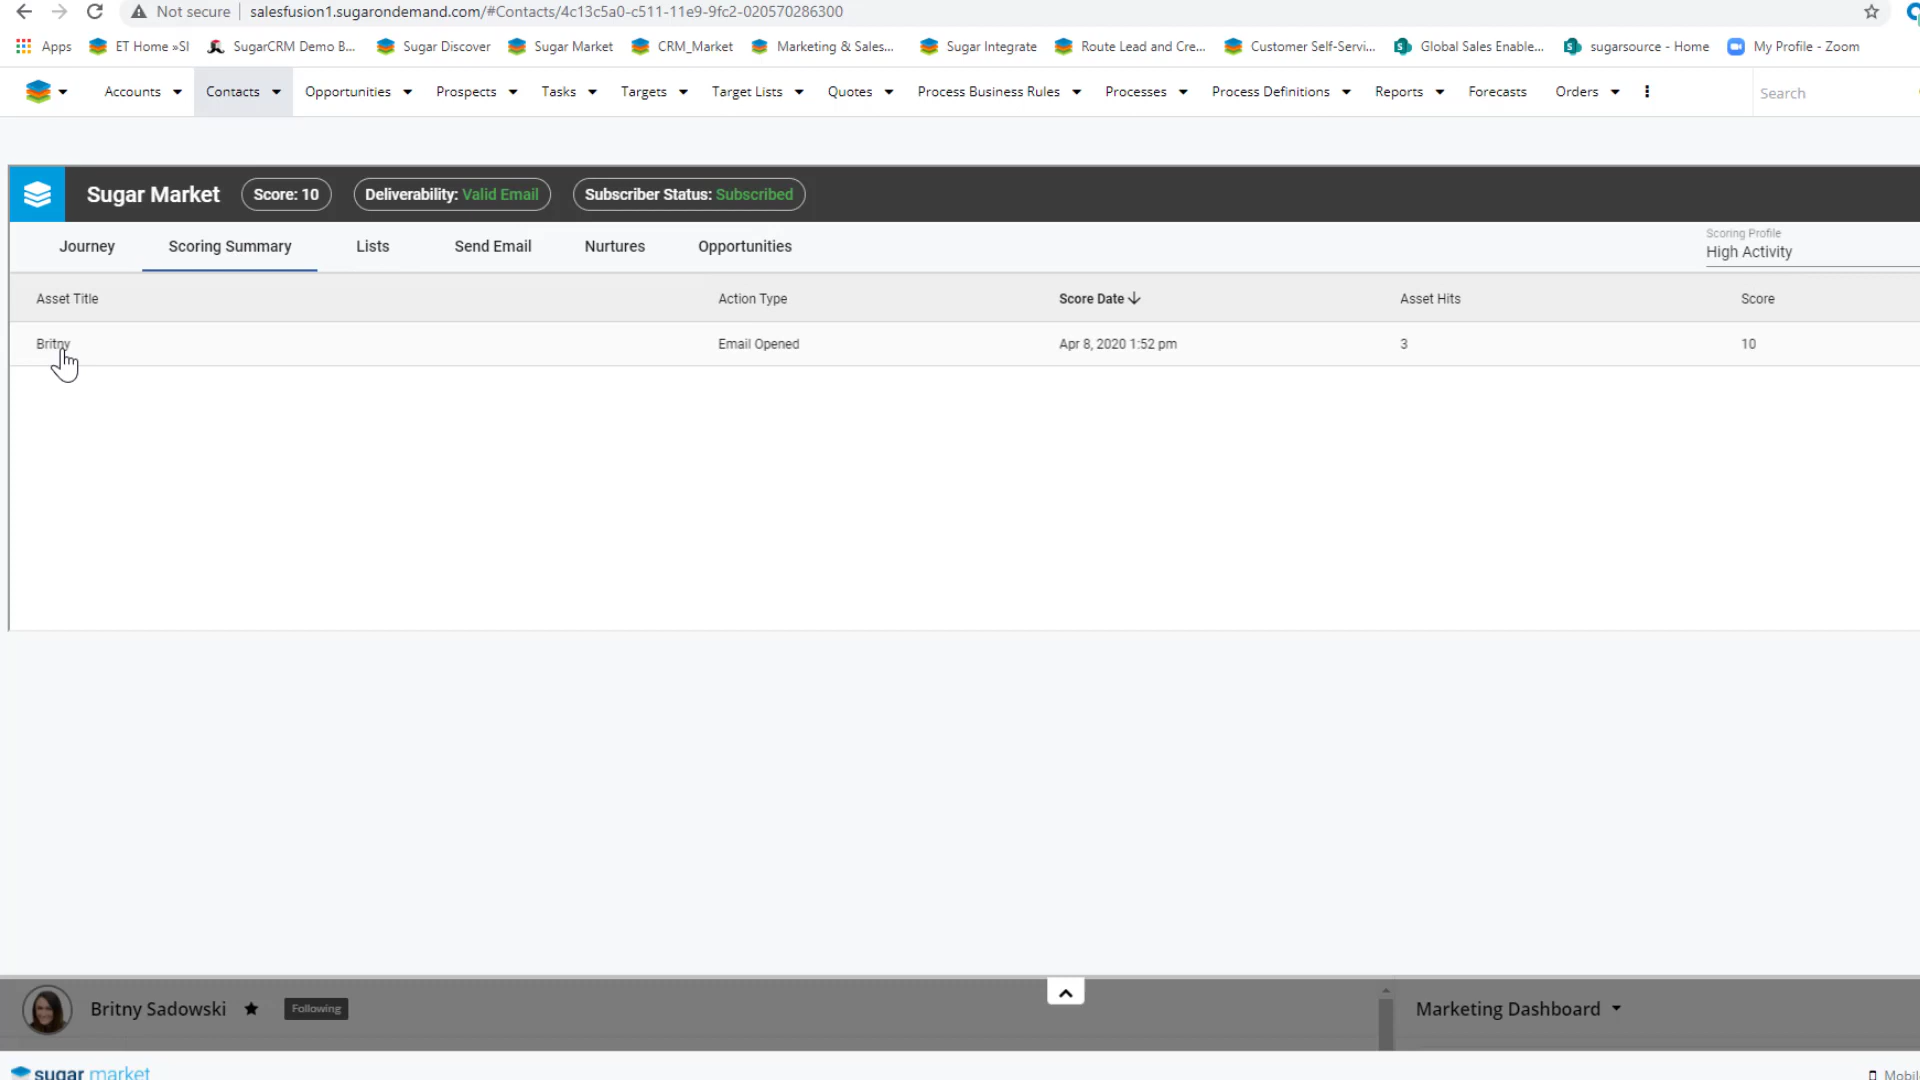 Not secure | salesfusion1.sugarondemand.com/#Contacts/4c13c5a0-c511-11e9-9fc2-020570286300
Apps ET Home »SI SugarCRM Demo B... Sugar Discover Sugar Market CRM_Market Marketing & Sales... Sugar Integrate Route Lead and Cre... Customer Self-Servi... Global Sales Enable... sugarsource - Home My Profile - Zoom
Accounts Contacts Opportunities Prospects Tasks Targets Target Lists Quotes Process Business Rules Processes Process Definitions Reports Forecasts Orders Search
Sugar Market Score: 10 Deliverability: Valid Email Subscriber Status: Subscribed
Journey Scoring Summary Lists Send Email Nurtures Opportunities
Scoring Profile
High Activity
Asset Title Action Type Score Date Asset Hits Score
Britny Email Opened Apr 8, 2020 1:52 pm 3 10
Britny Sadowski Following Marketing Dashboard
sugar market